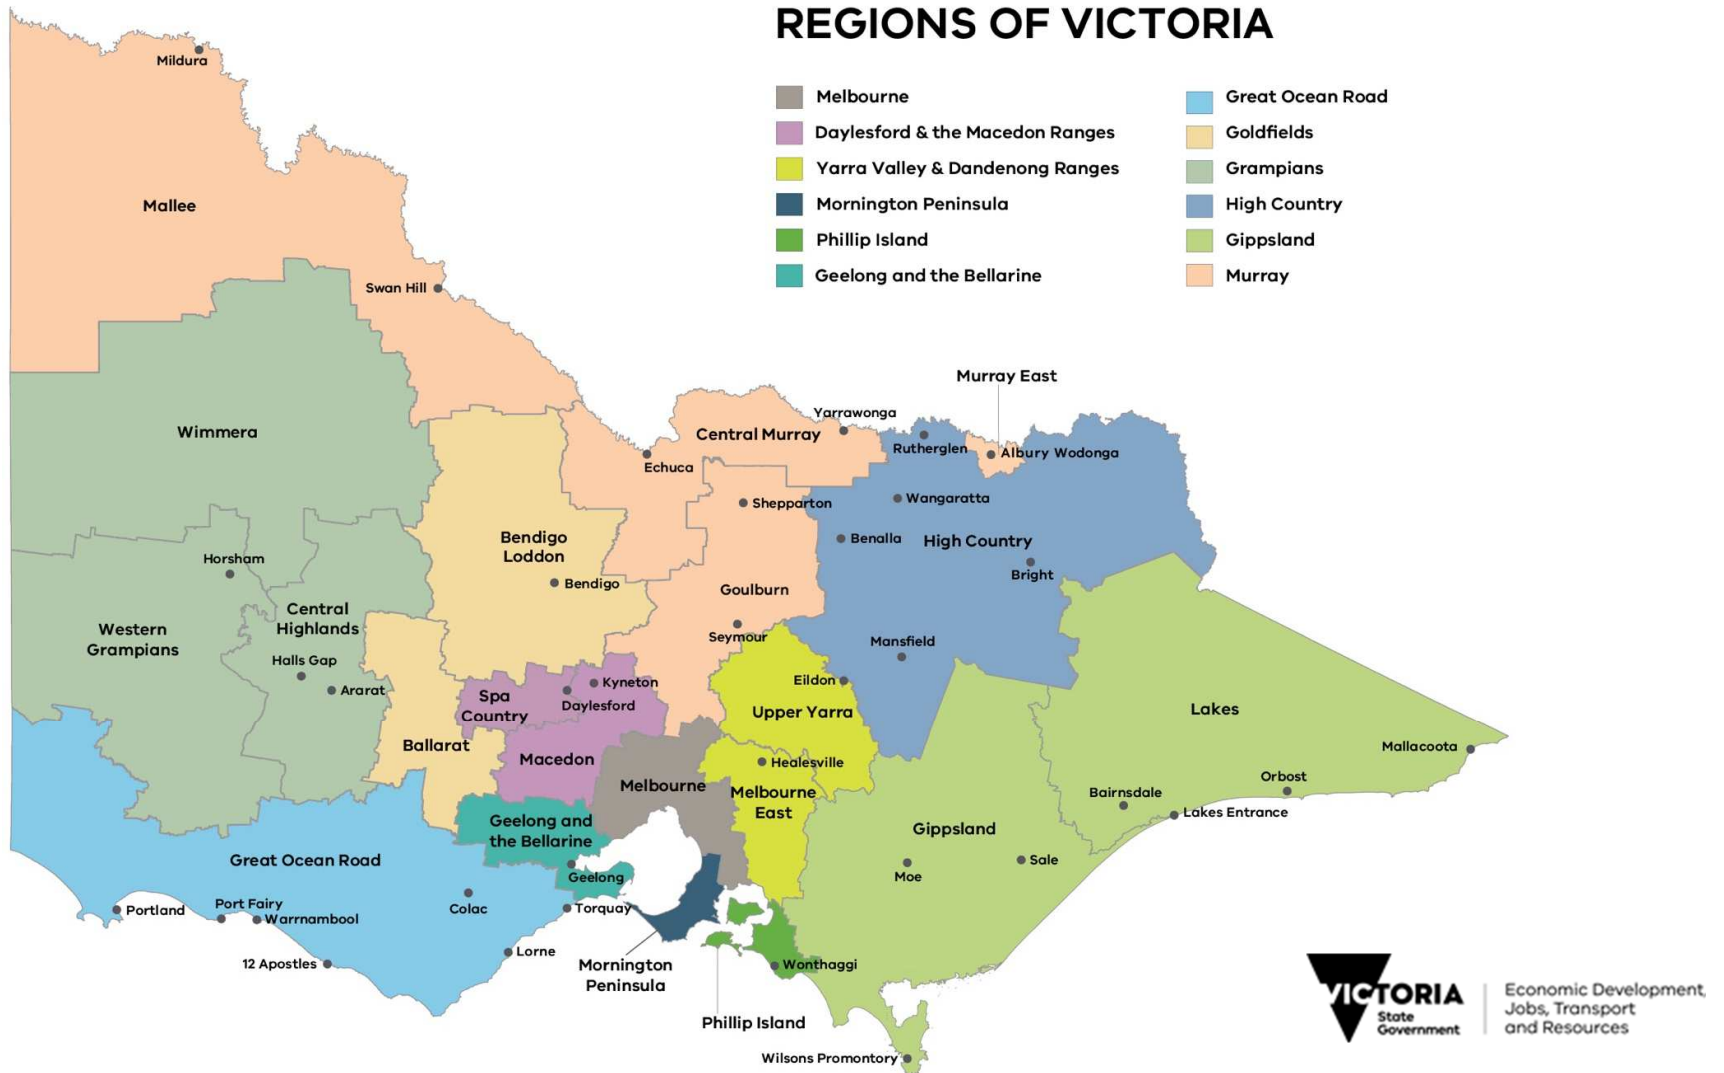 REGIONS OF VICTORIA
Melbourne
Daylesford & the Macedon Ranges
Yarra Valley & Dandenong Ranges
Mornington Peninsula
Phillip Island
Geelong and the Bellarine
Great Ocean Road
Goldfields
Grampians
High Country
Gippsland
Murray
Mildura
Mallee
Swan Hill
Wimmera
Murray East
Yarrawonga
Central Murray
Rutherglen
Albury Wodonga
Echuca
Shepparton
Wangaratta
Bendigo
Loddon
Benalla
High Country
Horsham
Bendigo
Bright
Goulburn
Central
Highlands
Western
Grampians
Seymour
Mansfield
Halls Gap
Ararat
Kyneton
Eildon
Spa
Country
Daylesford
Upper Yarra
Lakes
Ballarat
Macedon
Mallacoota
Healesville
Melbourne
Melbourne
East
Orbost
Bairnsdale
Lakes Entrance
Geelong and
the Bellarine
Gippsland
Great Ocean Road
Sale
Moe
Geelong
Colac
Portland
Port Fairy
Warrnambool
Torquay
Lorne
12 Apostles
Mornington
Peninsula
Wonthaggi
Phillip Island
Wilsons Promontory
VICTORIA
State
Government
Economic Development,
Jobs, Transport
and Resources